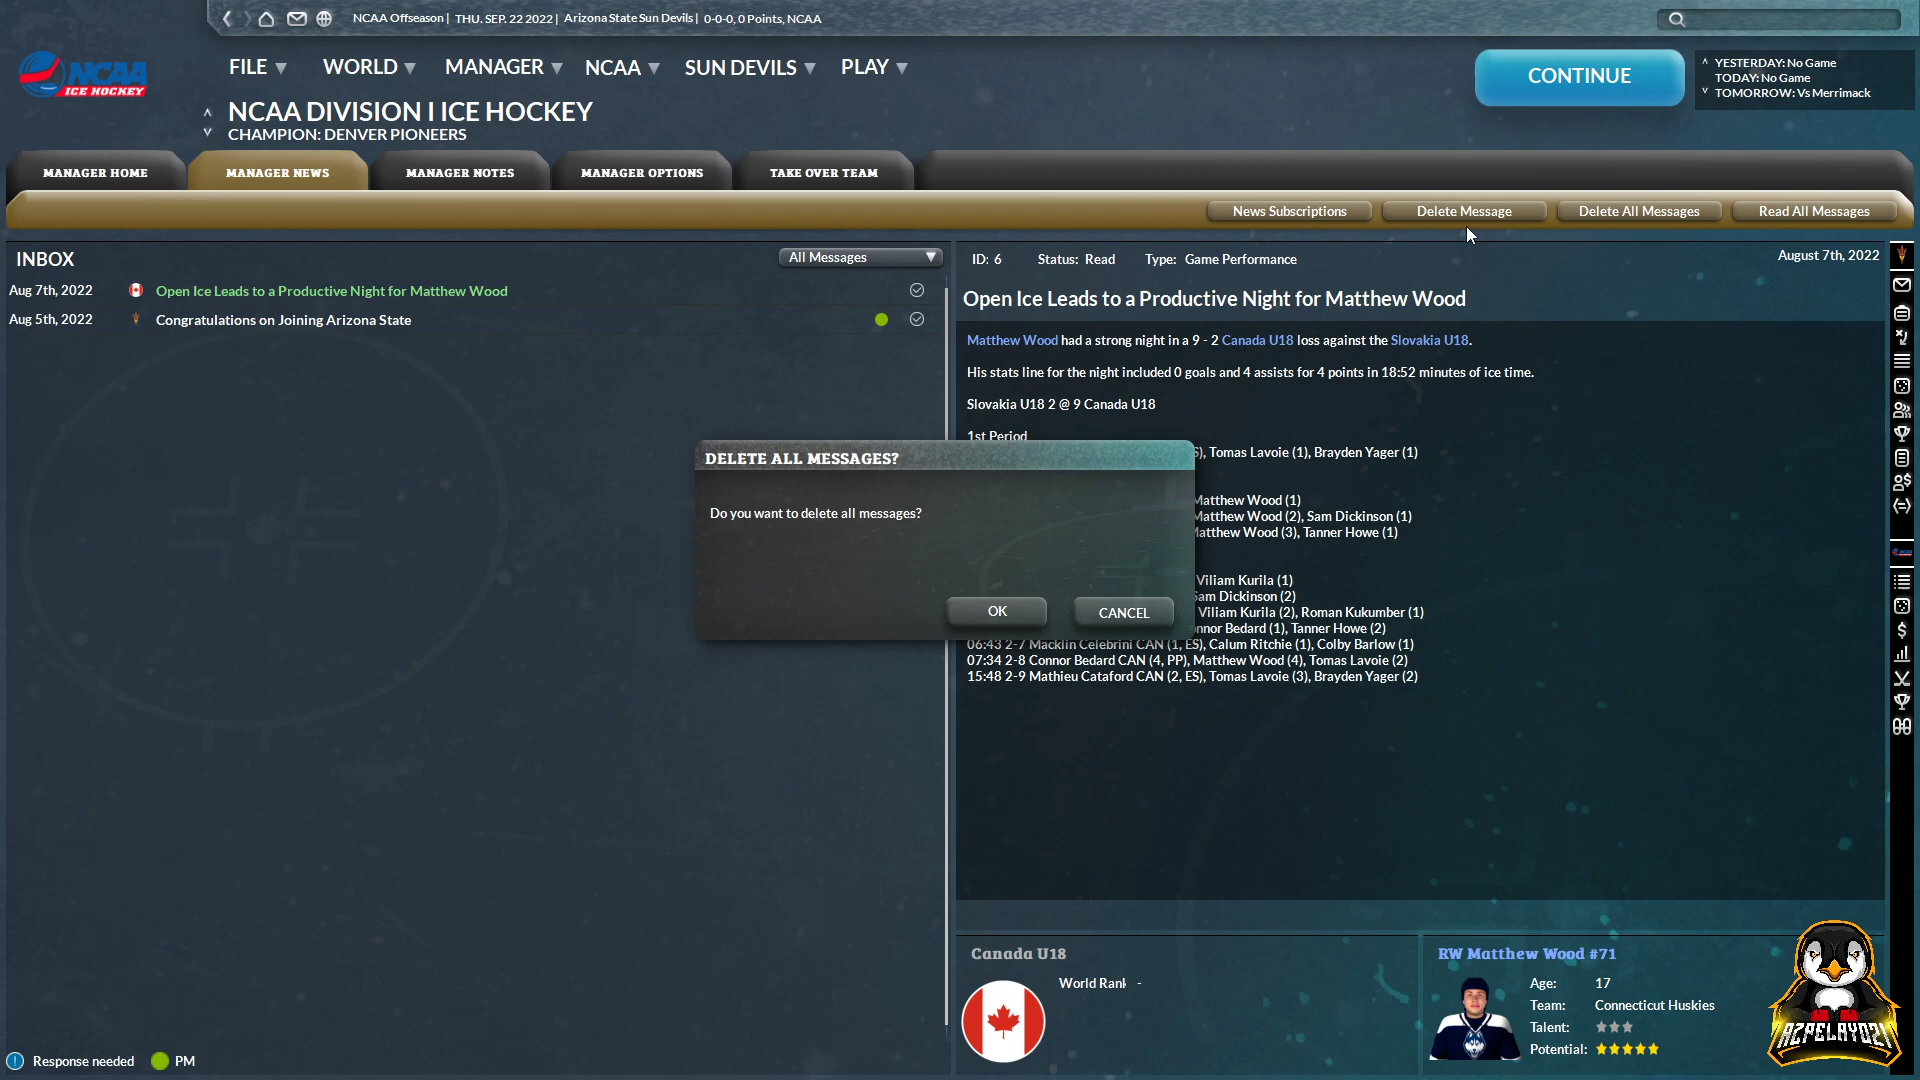 NCAA Offseason | THU. SEP. 22 2022 | Arizona State Sun Devils | 0-0-0, 0 Points, NCAA
NCAA
ICE HOCKEY
FILE WORLD MANAGER NCAA SUN DEVILS PLAY
CONTINUE
YESTERDAY: No Game
TODAY: No Game
TOMORROW: Vs Merrimack
NCAA DIVISION I ICE HOCKEY
CHAMPION: DENVER PIONEERS
MANAGER HOME MANAGER NEWS MANAGER NOTES MANAGER OPTIONS TAKE OVER TEAM
News Subscriptions Delete Message Delete All Messages Read All Messages
INBOX
All Messages
Aug 7th, 2022 Open Ice Leads to a Productive Night for Matthew Wood
Aug 5th, 2022 Congratulations on Joining Arizona State
ID: 6 Status: Read Type: Game Performance
August 7th, 2022
Open Ice Leads to a Productive Night for Matthew Wood
Matthew Wood had a strong night in a 9 - 2 Canada U18 loss against the Slovakia U18.
His stats line for the night included 0 goals and 4 assists for 4 points in 18:52 minutes of ice time.
Slovakia U18 2 @ 9 Canada U18
1st Period
), Tomas Lavoie (1), Brayden Yager (1)
Matthew Wood (1)
Matthew Wood (2), Sam Dickinson (1)
Matthew Wood (3), Tanner Howe (1)
Viliam Kurila (1)
Sam Dickinson (2)
Viliam Kurila (2), Roman Kukumber (1)
nnor Bedard (1), Tanner Howe (2)
06:43 2-7 Macklin Celebrini CAN (1, ES), Calum Ritchie (1), Colby Barlow (1)
07:34 2-8 Connor Bedard CAN (4, PP), Matthew Wood (4), Tomas Lavoie (2)
15:48 2-9 Mathieu Cataford CAN (2, ES), Tomas Lavoie (3), Brayden Yager (2)
DELETE ALL MESSAGES?
Do you want to delete all messages?
OK CANCEL
Canada U18
World Rank -
RW Matthew Wood #71
Age: 17
Team: Connecticut Huskies
Talent:
Potential:
AZPELAYO21
Response needed PM